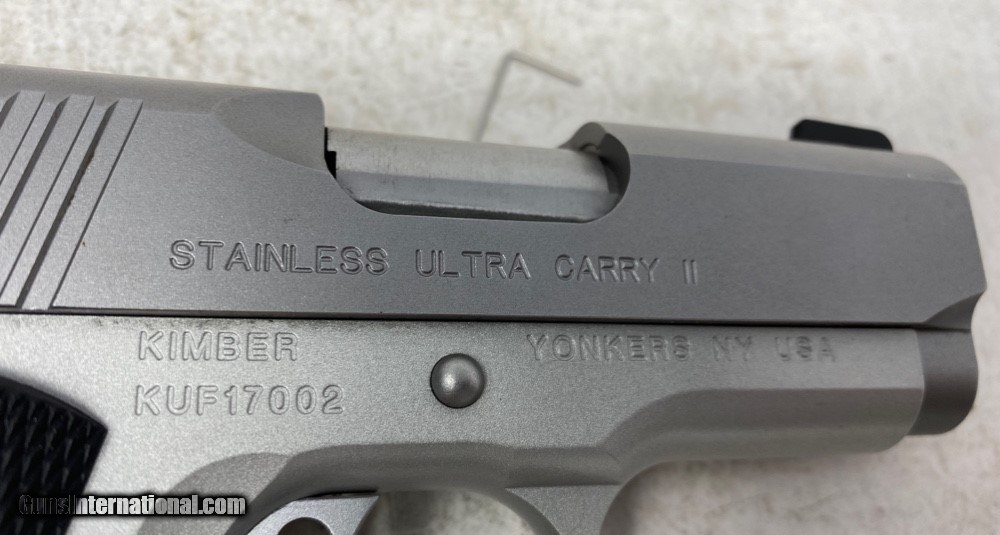 STAINLESS ULTRA CARRY II
KIMBER
YONKERS NY USA
KUF17002
GunsInternational.com